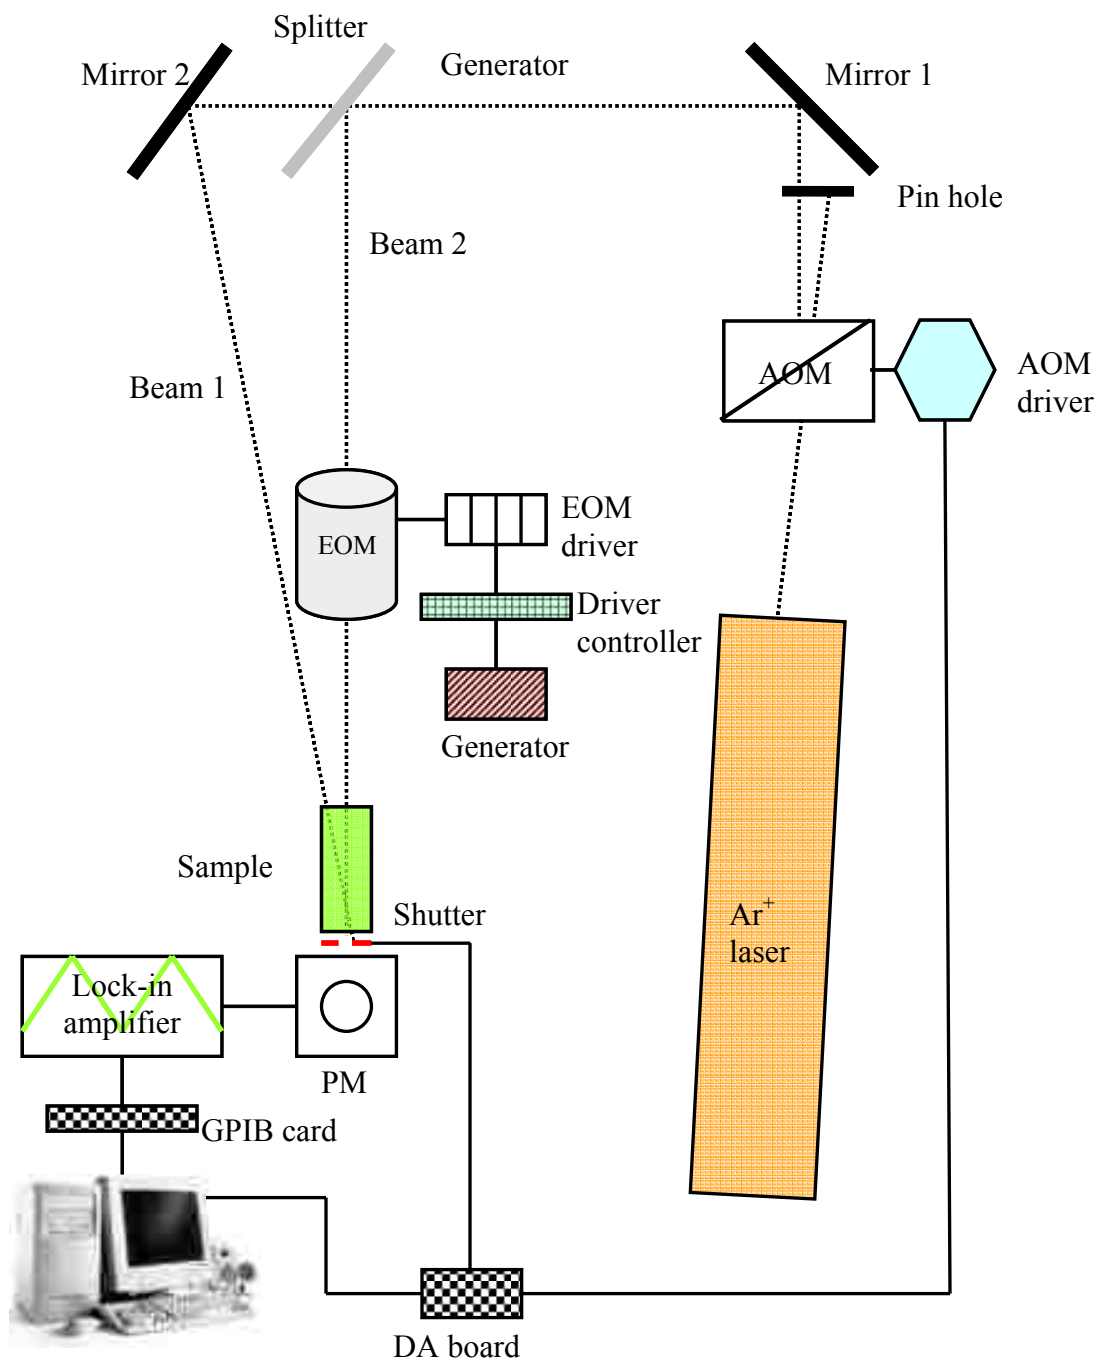 Splitter
Mirror 2
Generator
Mirror 1
Pin hole
Beam 2
Beam 1
AOM
AOM
driver
EOM
EOM
driver
Driver
controller
Generator
Sample
Shutter
Ar+
laser
Lock-in
amplifier
PM
GPIB card
DA board